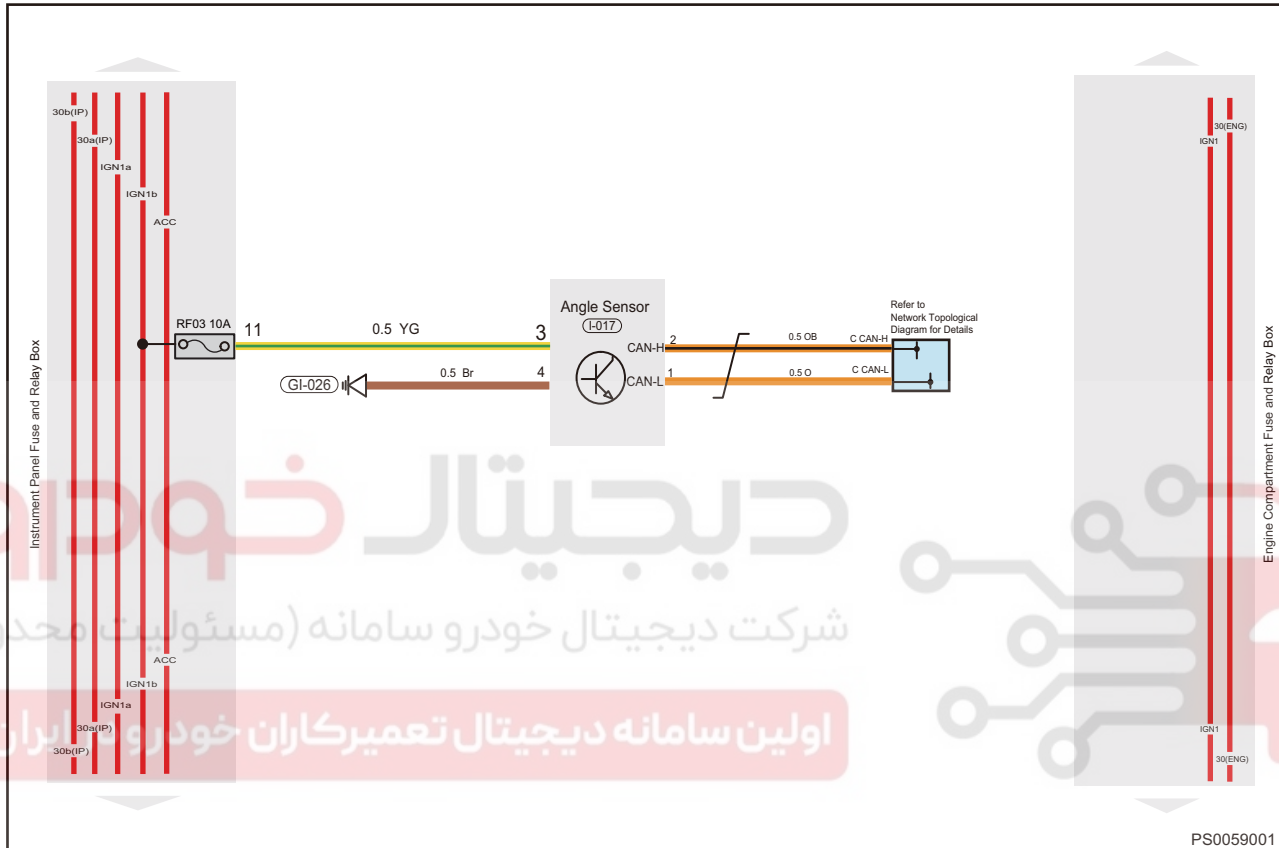 30b(IP)
30a(IP)
IGN1a
IGN1b
ACC
30(ENG)
IGN1
Instrument Panel Fuse and Relay Box
RF03 10A
11
0.5 YG
3
Angle Sensor
I-017
CAN-H
2
0.5 OB
C CAN-H
Refer to
Network Topological
Diagram for Details
GI-026
0.5 Br
4
CAN-L
1
0.5 O
C CAN-L
Engine Compartment Fuse and Relay Box
دیجیتال خودرو
شرکت دیجیتال خودرو سامانه (مسئولیت
اولین سامانه دیجیتال تعمیرکاران خودرو در ایران
ACC
IGN1b
IGN1a
30a(IP)
30b(IP)
IGN1
30(ENG)
PS0059001